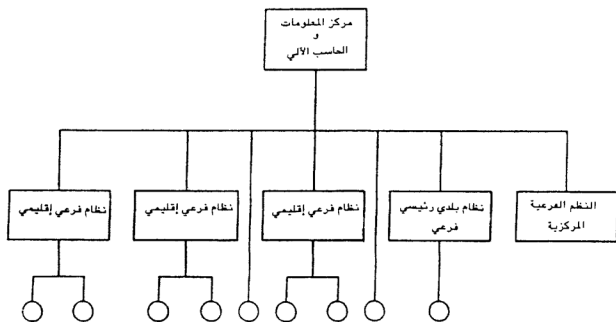 مركز المعلومات
و
الحاسب الآلي
النظم الفرعية
المركزية
نظام بلدي رئيسي
فرعي
نظام فرعي إقليمي
نظام فرعي إقليمي
نظام فرعي إقليمي